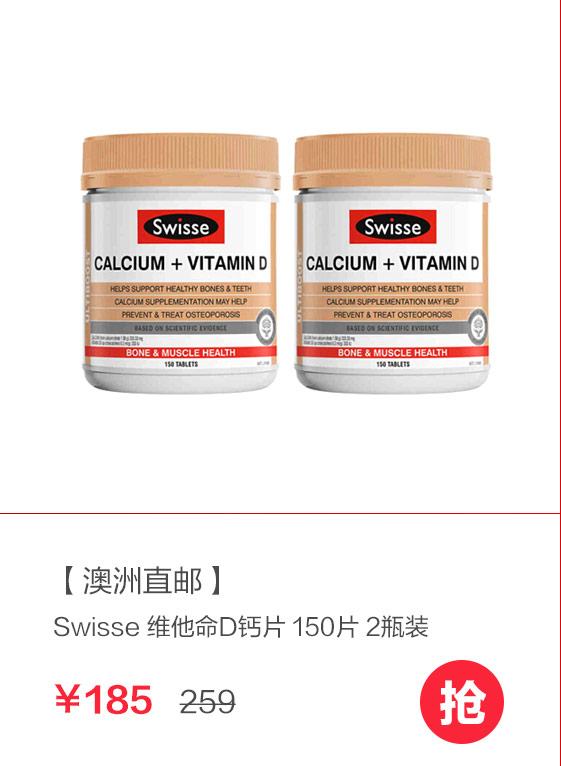 Swisse
CALCIUM + VITAMIN D
ULTIBOOST
HELPS SUPPORT HEALTHY BONES & TEETH
CALCIUM SUPPLEMENTATION MAY HELP
PREVENT & TREAT OSTEOPOROSIS
BASED ON SCIENTIFIC EVIDENCE
BONE & MUSCLE HEALTH
150 TABLETS
Swisse
CALCIUM + VITAMIN D
ULTIBOOST
HELPS SUPPORT HEALTHY BONES & TEETH
CALCIUM SUPPLEMENTATION MAY HELP
PREVENT & TREAT OSTEOPOROSIS
BASED ON SCIENTIFIC EVIDENCE
BONE & MUSCLE HEALTH
150 TABLETS
【澳洲直邮】
Swisse 维他命D钙片 150片 2瓶装
¥185 259
抢